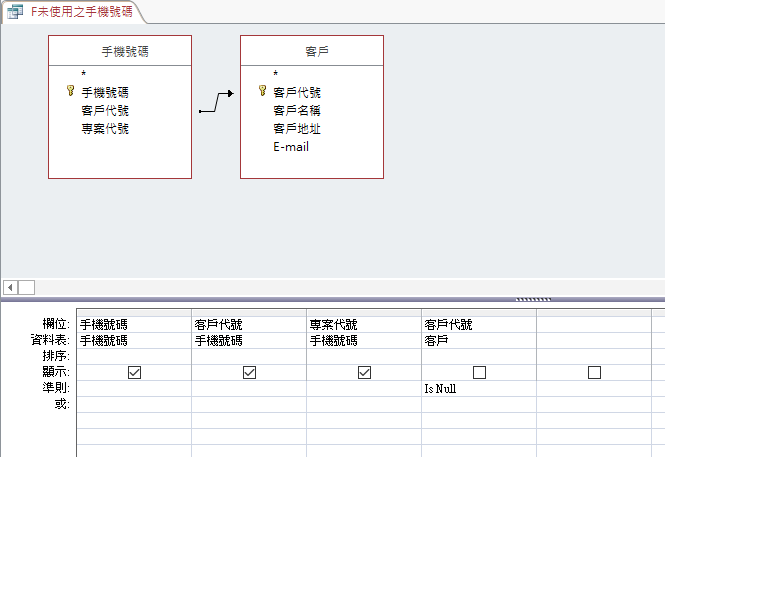 F未使用之手機號碼
手機號碼
*
手機號碼
客戶代號
專案代號
客戶
*
客戶代號
客戶名稱
客戶地址
E-mail
欄位: 手機號碼 客戶代號 專案代號 客戶代號
資料表: 手機號碼 手機號碼 手機號碼 客戶
排序:
顯示:
準則: Is Null
或: